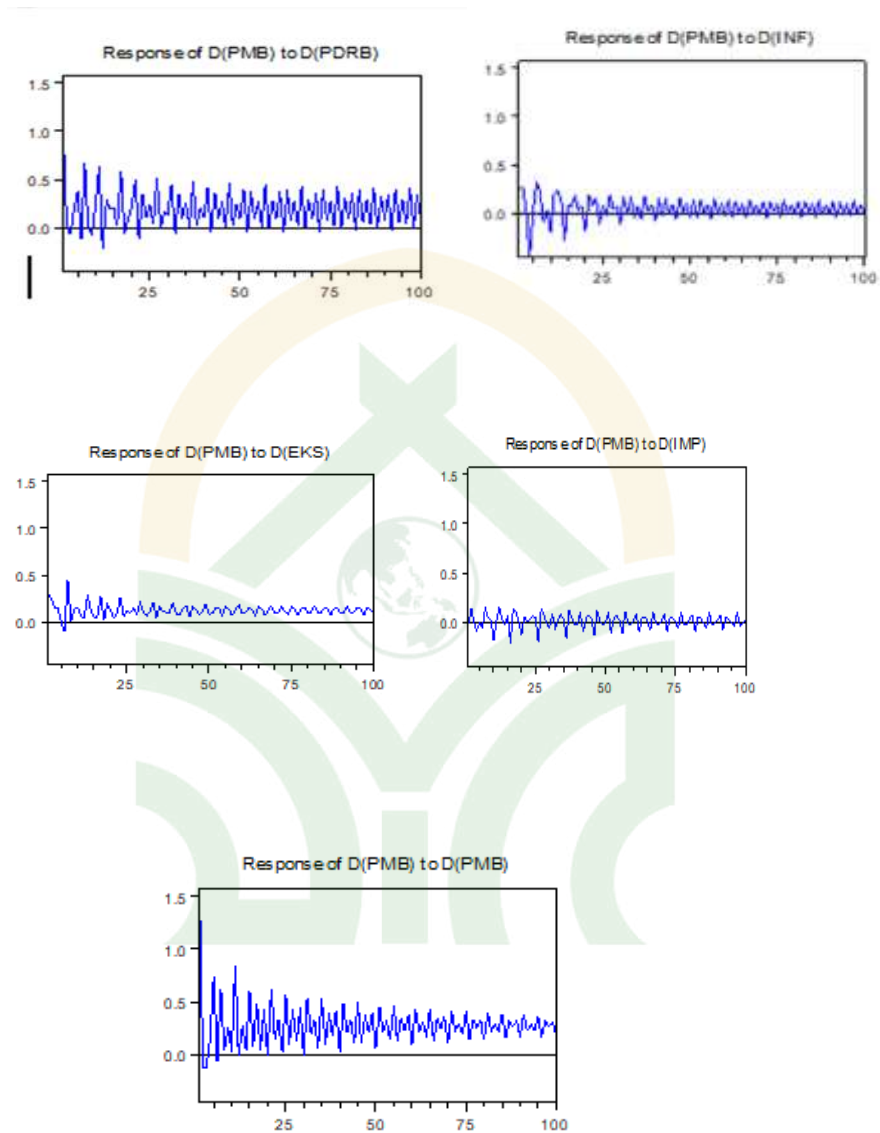 Response of D(PMB) to D(PDRB)
1.5
1.0
0.5
0.0
25 50 75 100
Response of D(PMB) to D(INF)
1.5
1.0
0.5
0.0
25 50 75 100
Response of D(PMB) to D(EKS)
1.5
1.0
0.5
0.0
25 50 75 100
Response of D(PMB) to D(IMP)
1.5
1.0
0.5
0.0
25 50 75 100
Response of D(PMB) to D(PMB)
1.5
1.0
0.5
0.0
25 50 75 100